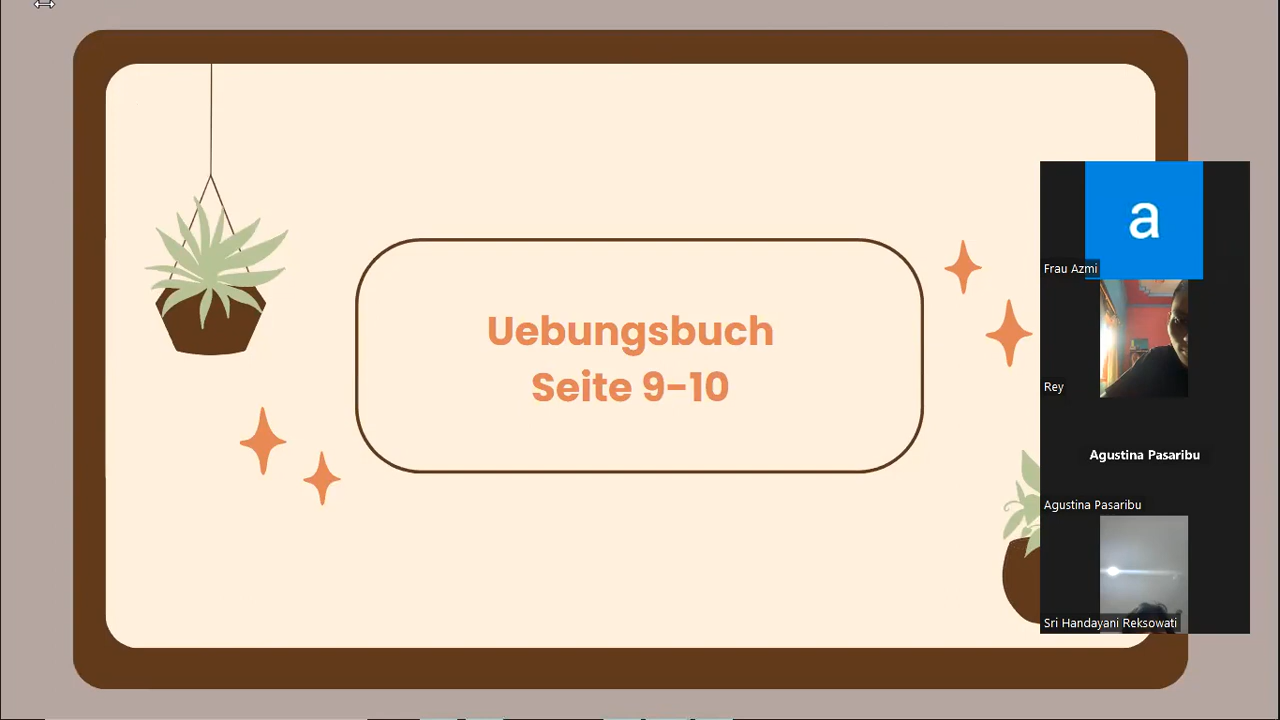 Uebungsbuch
Seite 9-10
a
Frau Azmi
Rey
Agustina Pasaribu
Agustina Pasaribu
Sri Handayani Reksowati